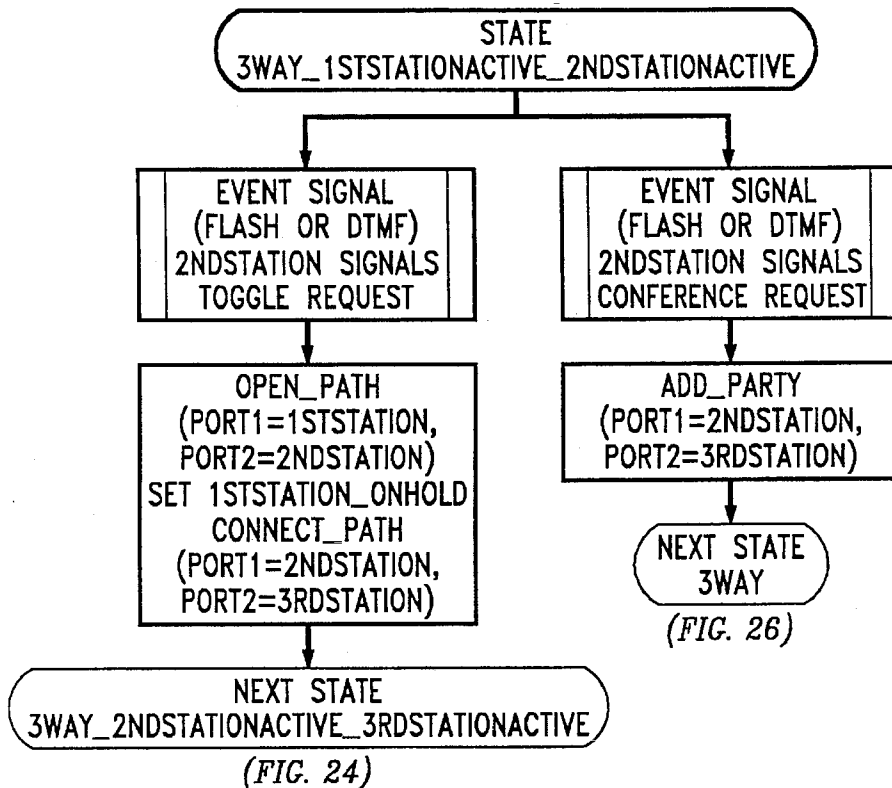 STATE
3WAY_1STSTATIONACTIVE_2NDSTATIONACTIVE
EVENT SIGNAL
(FLASH OR DTMF)
2NDSTATION SIGNALS
TOGGLE REQUEST
OPEN_PATH
(PORT1=1STSTATION,
PORT2=2NDSTATION)
SET 1STSTATION_ONHOLD
CONNECT_PATH
(PORT1=2NDSTATION,
PORT2=3RDSTATION)
NEXT STATE
3WAY_2NDSTATIONACTIVE_3RDSTATIONACTIVE
(FIG. 24)
EVENT SIGNAL
(FLASH OR DTMF)
2NDSTATION SIGNALS
CONFERENCE REQUEST
ADD_PARTY
(PORT1=2NDSTATION,
PORT2=3RDSTATION)
NEXT STATE
3WAY
(FIG. 26)